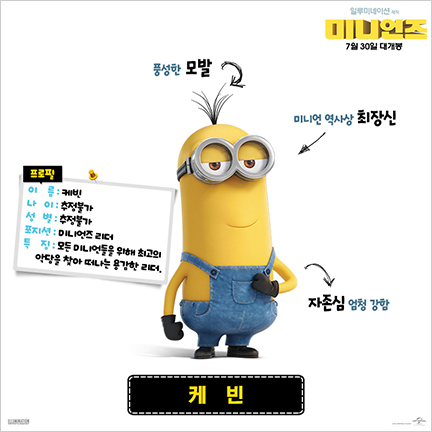 일루미네이션 제작
미니언즈
7월 30일 대개봉
풍성한 모발
미니언 역사상 최장신
프로필
이 름 : 케빈
나 이 : 추정불가
성 별 : 추정불가
포지션 : 미니언즈 리더
특 징 : 모든 미니언들을 위해 최고의
악당을 찾아 떠나는 용감한 리더.
자존심 엄청 강함
케 빈
ILLUMINATION
UNIVERSAL